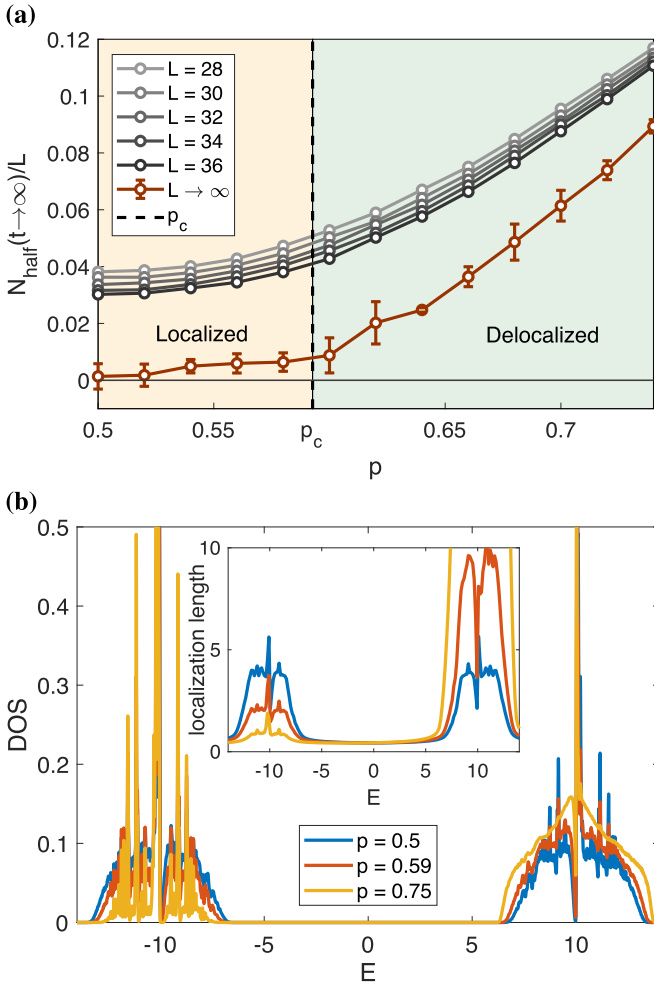 (a)
N_half(t→∞)/L
0.12
0.1
0.08
0.06
0.04
0.02
0
L = 28
L = 30
L = 32
L = 34
L = 36
L → ∞
p_c
Localized
Delocalized
0.5
0.55
p_c
0.65
0.7
p
(b)
DOS
0.5
0.4
0.3
0.2
0.1
0
localization length
10
5
0
-10
-5
0
5
10
E
p = 0.5
p = 0.59
p = 0.75
-10
-5
0
5
10
E